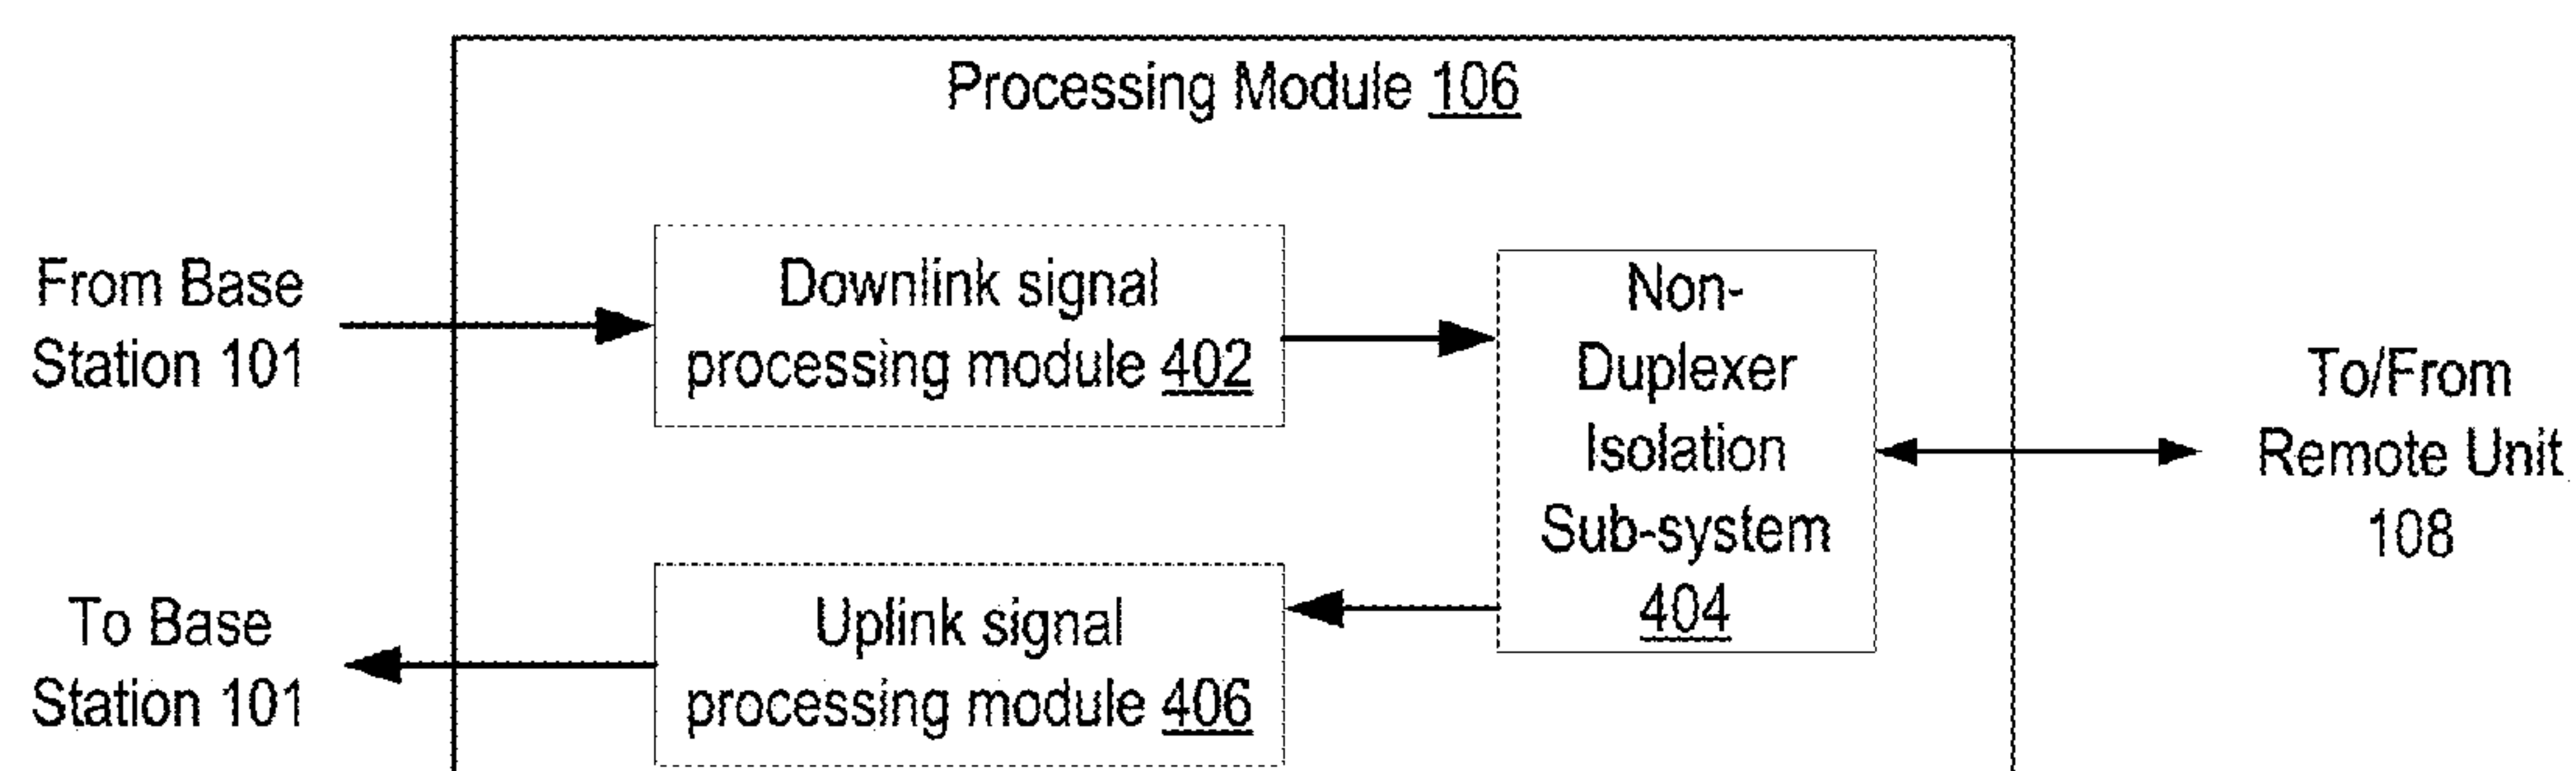 Processing Module 106
From Base
Station 101
Downlink signal
processing module 402
Non-
Duplexer
Isolation
Sub-system
404
To/From
Remote Unit
108
To Base
Station 101
Uplink signal
processing module 406